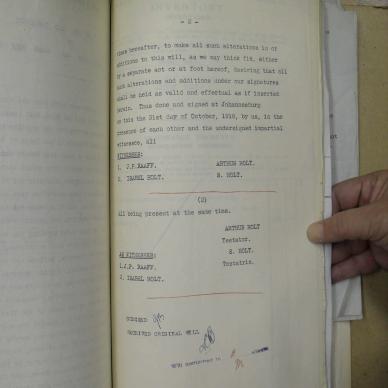 - 2 -
time hereafter, to make all such alterations in or
additions to this will, as we may think fit, either
by a separate act or at foot hereof, desiring that all
such alterations and additions under our signatures
shall be held as valid and effectual as if inserted
herein. Thus done and signed at Johannesburg
on this the 31st day of October, 1918, by us, in the
presence of each other and the undersigned impartial
witnesses, all
WITNESSES:
1. J.P. RAAFF. ARTHUR HOLT.
2. ISABEL HOLT. S. HOLT.
(2)
All being present at the same time.
ARTHUR HOLT
Testator.
S. HOLT.
Testatrix.
AS WITNESSES:
1. J.P. RAAFF.
2. ISABEL HOLT.
RECEIVED ORIGINAL WILL